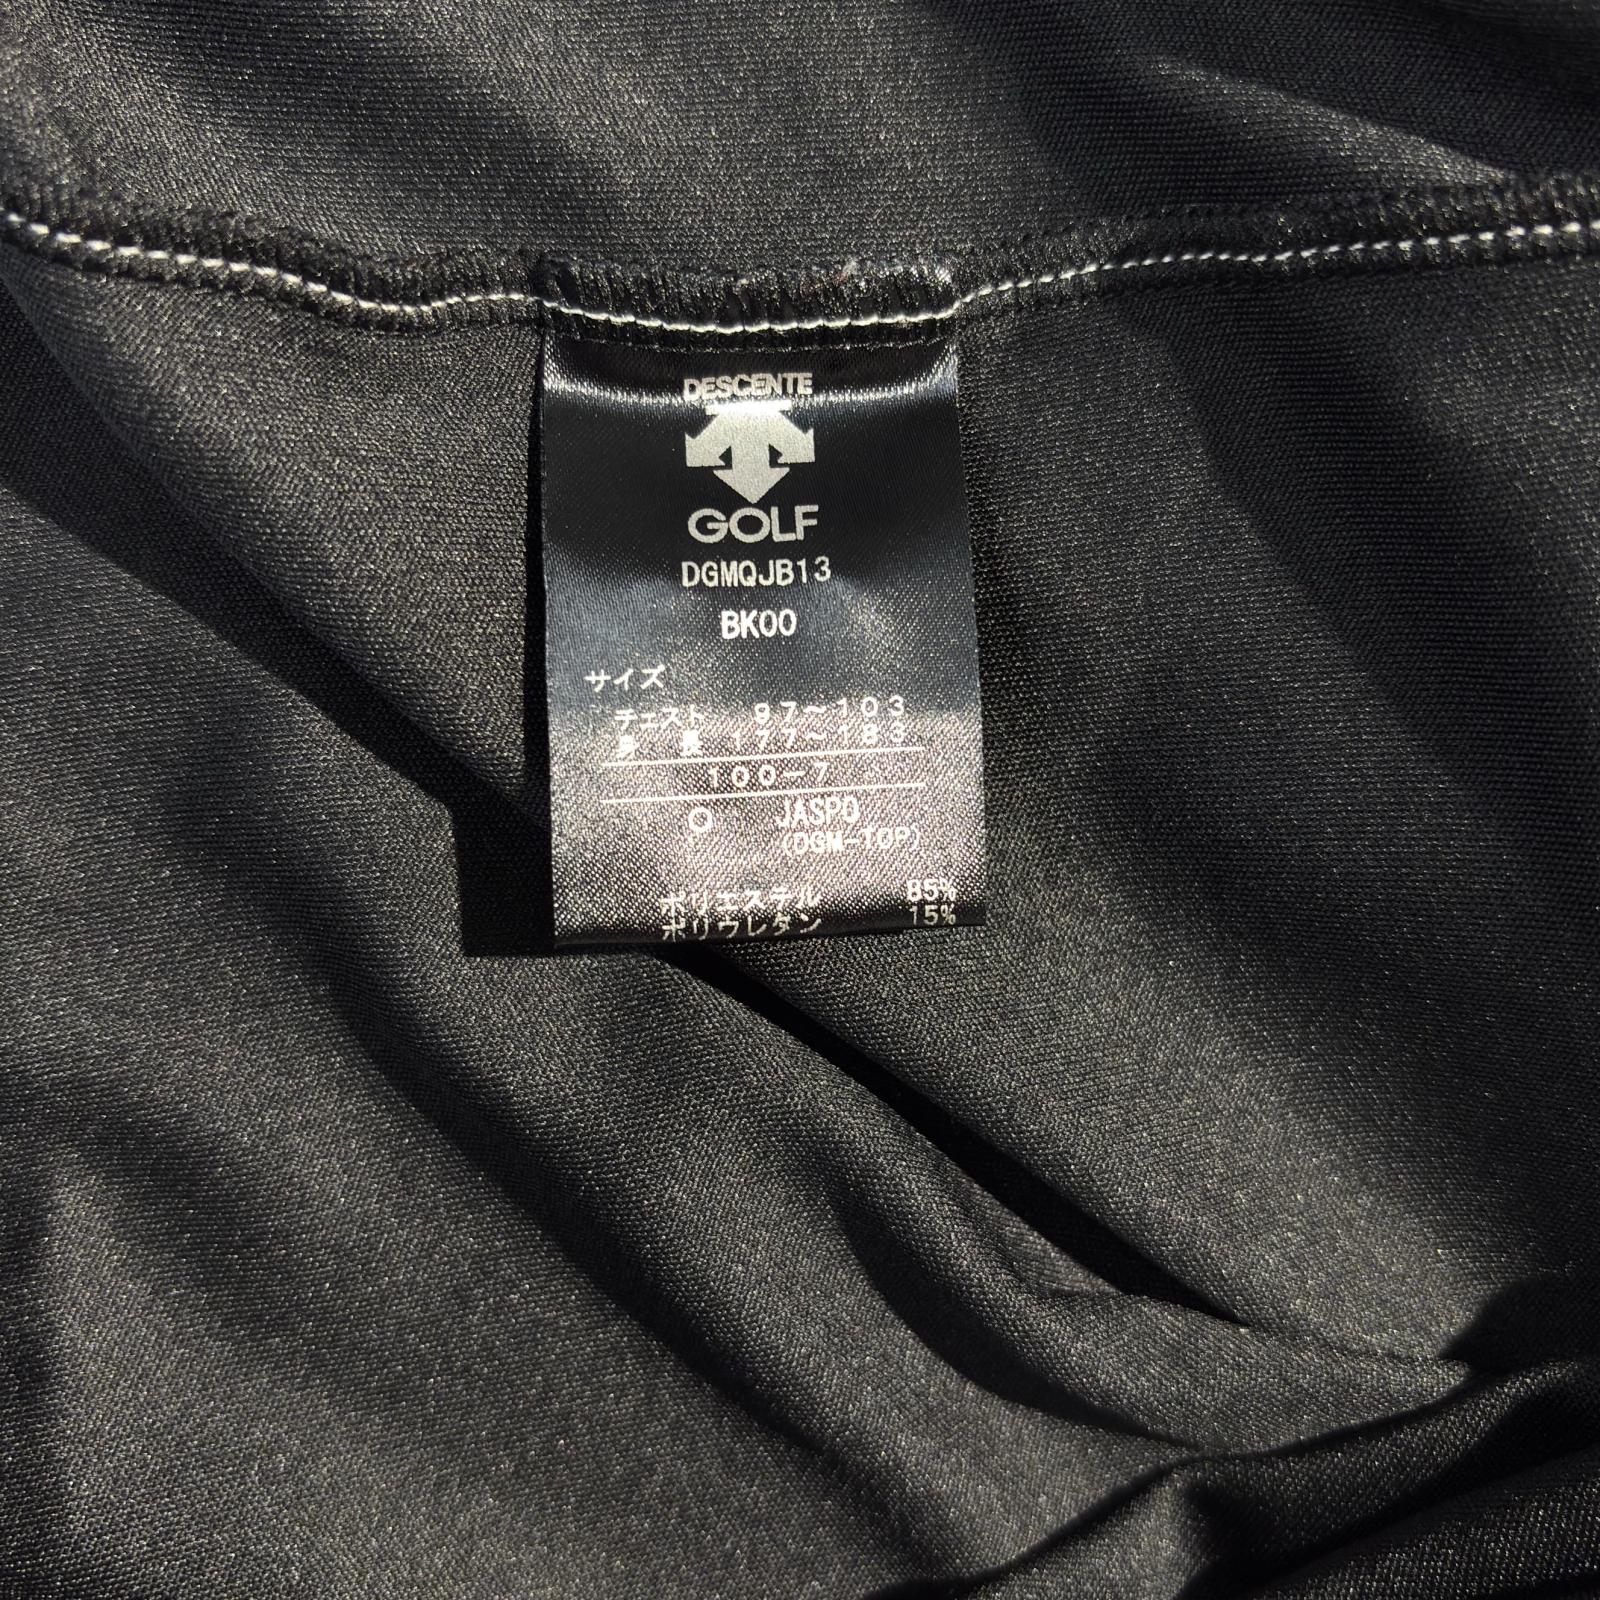 DESCENTE
GOLF
DGMQJB13
BK00
サイズ
チェスト 97～103
身 長 177～183
100－7
O JASPO
(DGM-TOP)
ポリエステル 85%
ポリウレタン 15%